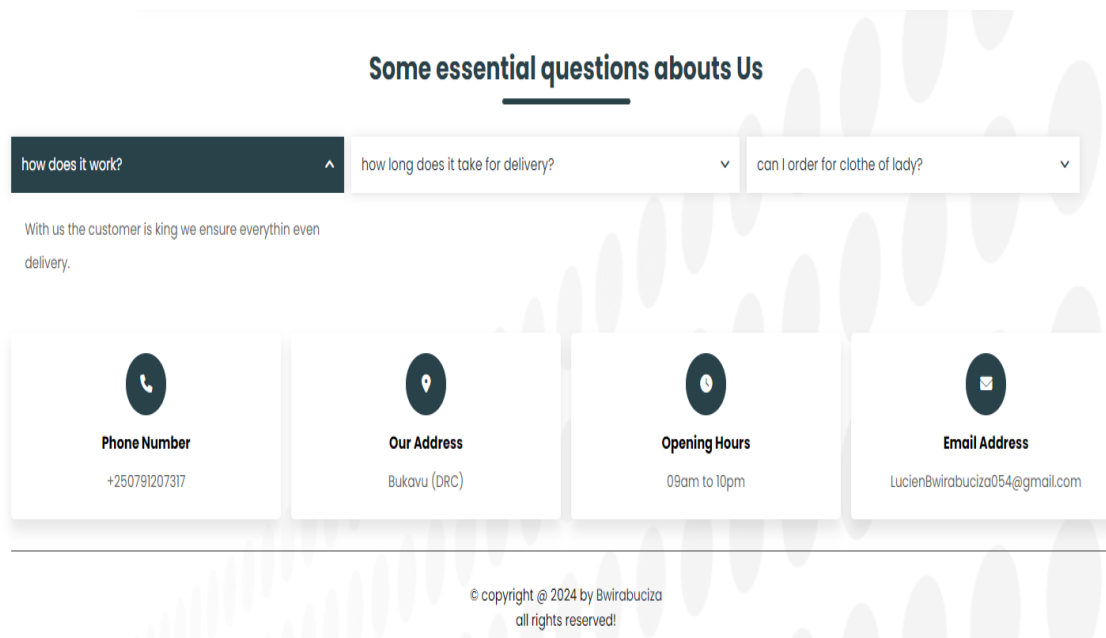 Some essential questions abouts Us
how does it work?
how long does it take for delivery?
can I order for clothe of lady?
With us the customer is king we ensure everythin even
delivery.
Phone Number
+250791207317
Our Address
Bukavu (DRC)
Opening Hours
09am to 10pm
Email Address
LucienBwirabuciza054@gmail.com
© copyright @ 2024 by Bwirabuciza
all rights reserved!